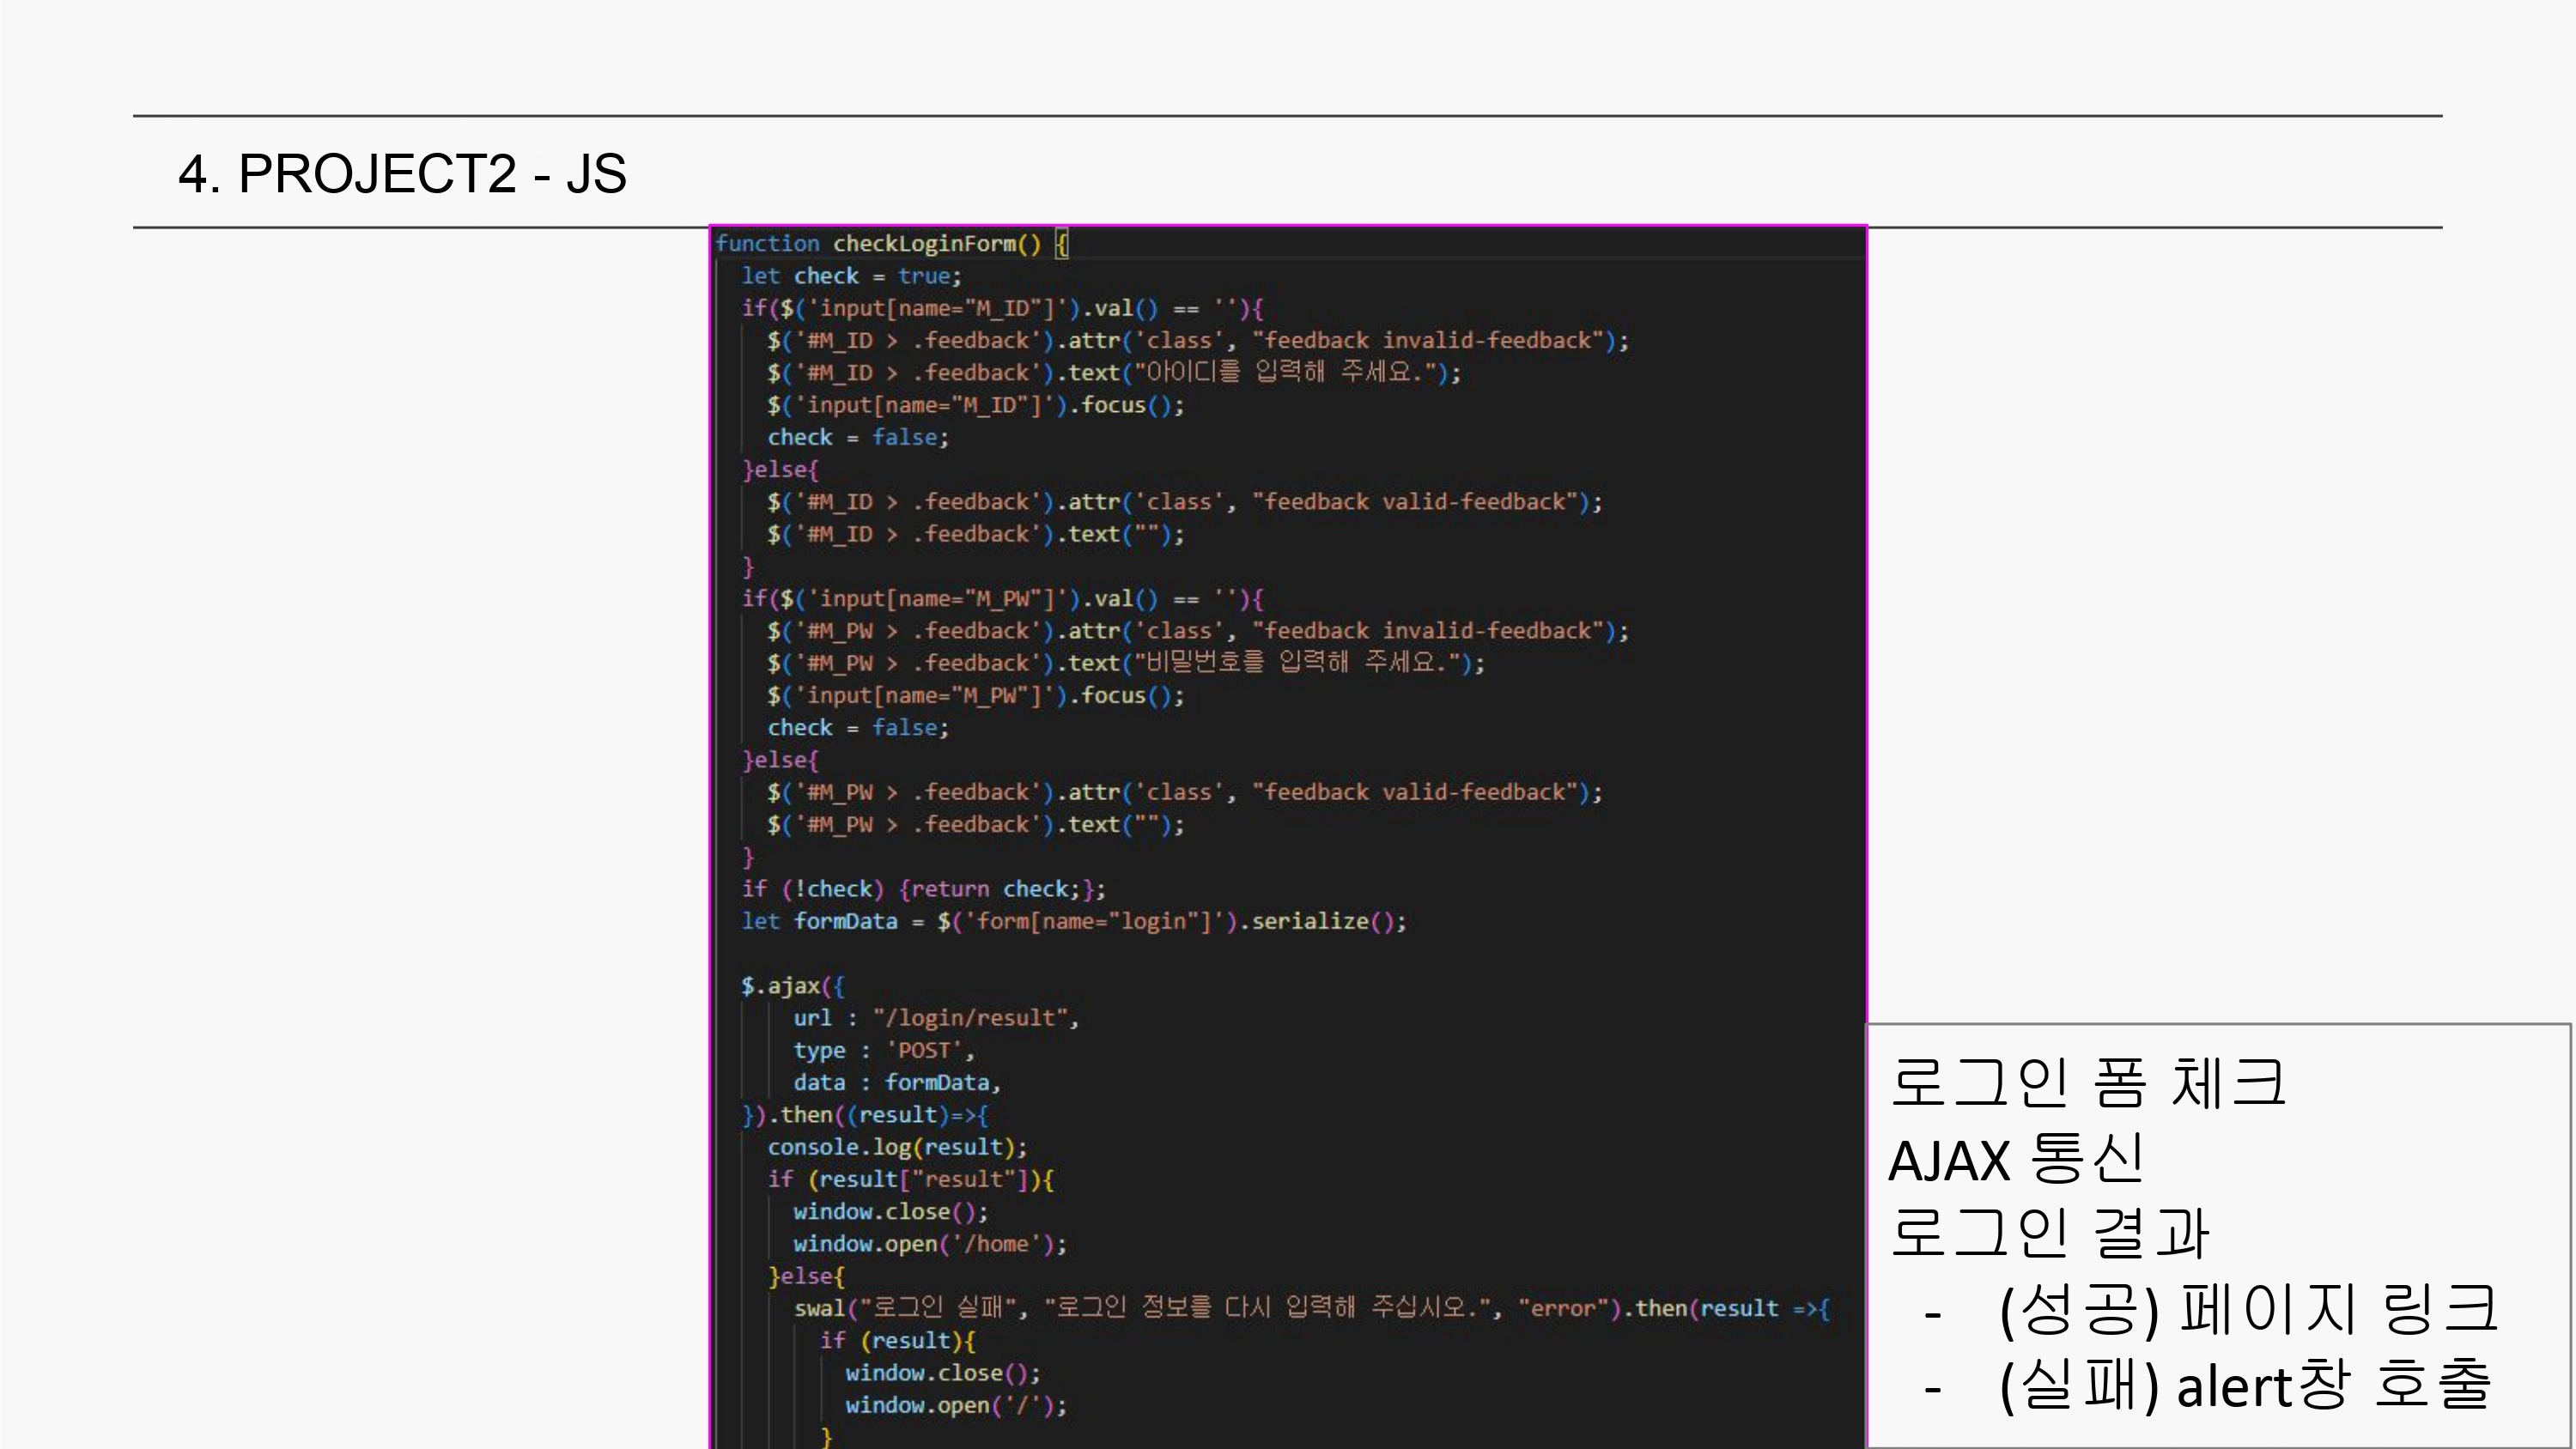 4. PROJECT2 - JS
function checkLoginForm() {
let check = true;
if($('input[name="M_ID"]').val() == ''){
$('#M_ID > .feedback').attr('class', "feedback invalid-feedback");
$('#M_ID > .feedback').text("아이디를 입력해 주세요.");
$('input[name="M_ID"]').focus();
check = false;
}else{
$('#M_ID > .feedback').attr('class', "feedback valid-feedback");
$('#M_ID > .feedback').text("");
}
if($('input[name="M_PW"]').val() == ''){
$('#M_PW > .feedback').attr('class', "feedback invalid-feedback");
$('#M_PW > .feedback').text("비밀번호를 입력해 주세요.");
$('input[name="M_PW"]').focus();
check = false;
}else{
$('#M_PW > .feedback').attr('class', "feedback valid-feedback");
$('#M_PW > .feedback').text("");
}
if (!check) {return check;};
let formData = $('form[name="login"]').serialize();
$.ajax({
url : "/login/result",
type : 'POST',
data : formData,
}).then((result)=>{
console.log(result);
if (result["result"]){
window.close();
window.open('/home');
}else{
swal("로그인 실패", "로그인 정보를 다시 입력해 주십시오.", "error").then(result =>{
if (result){
window.close();
window.open('/');
}
로그인 폼 체크
AJAX 통신
로그인 결과
- (성공) 페이지 링크
- (실패) alert창 호출